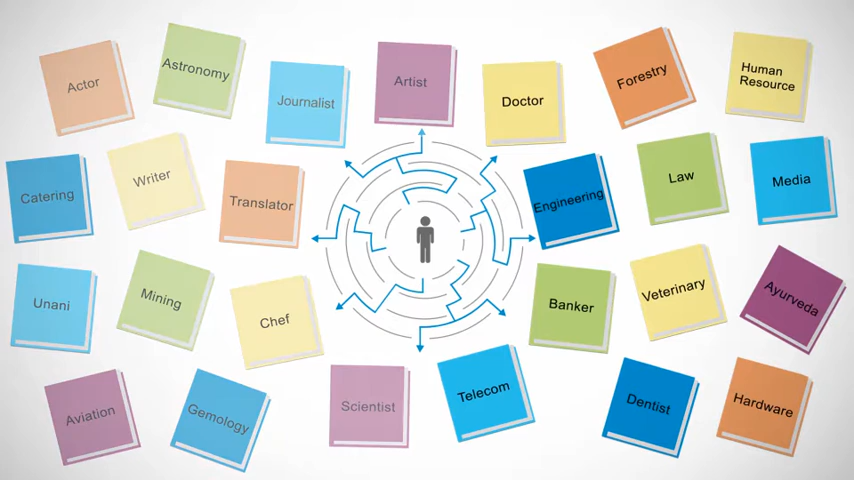 Actor
Astronomy
Journalist
Artist
Doctor
Forestry
Human
Resource
Catering
Writer
Translator
Engineering
Law
Media
Unani
Mining
Chef
Banker
Veterinary
Ayurveda
Aviation
Gemology
Scientist
Telecom
Dentist
Hardware